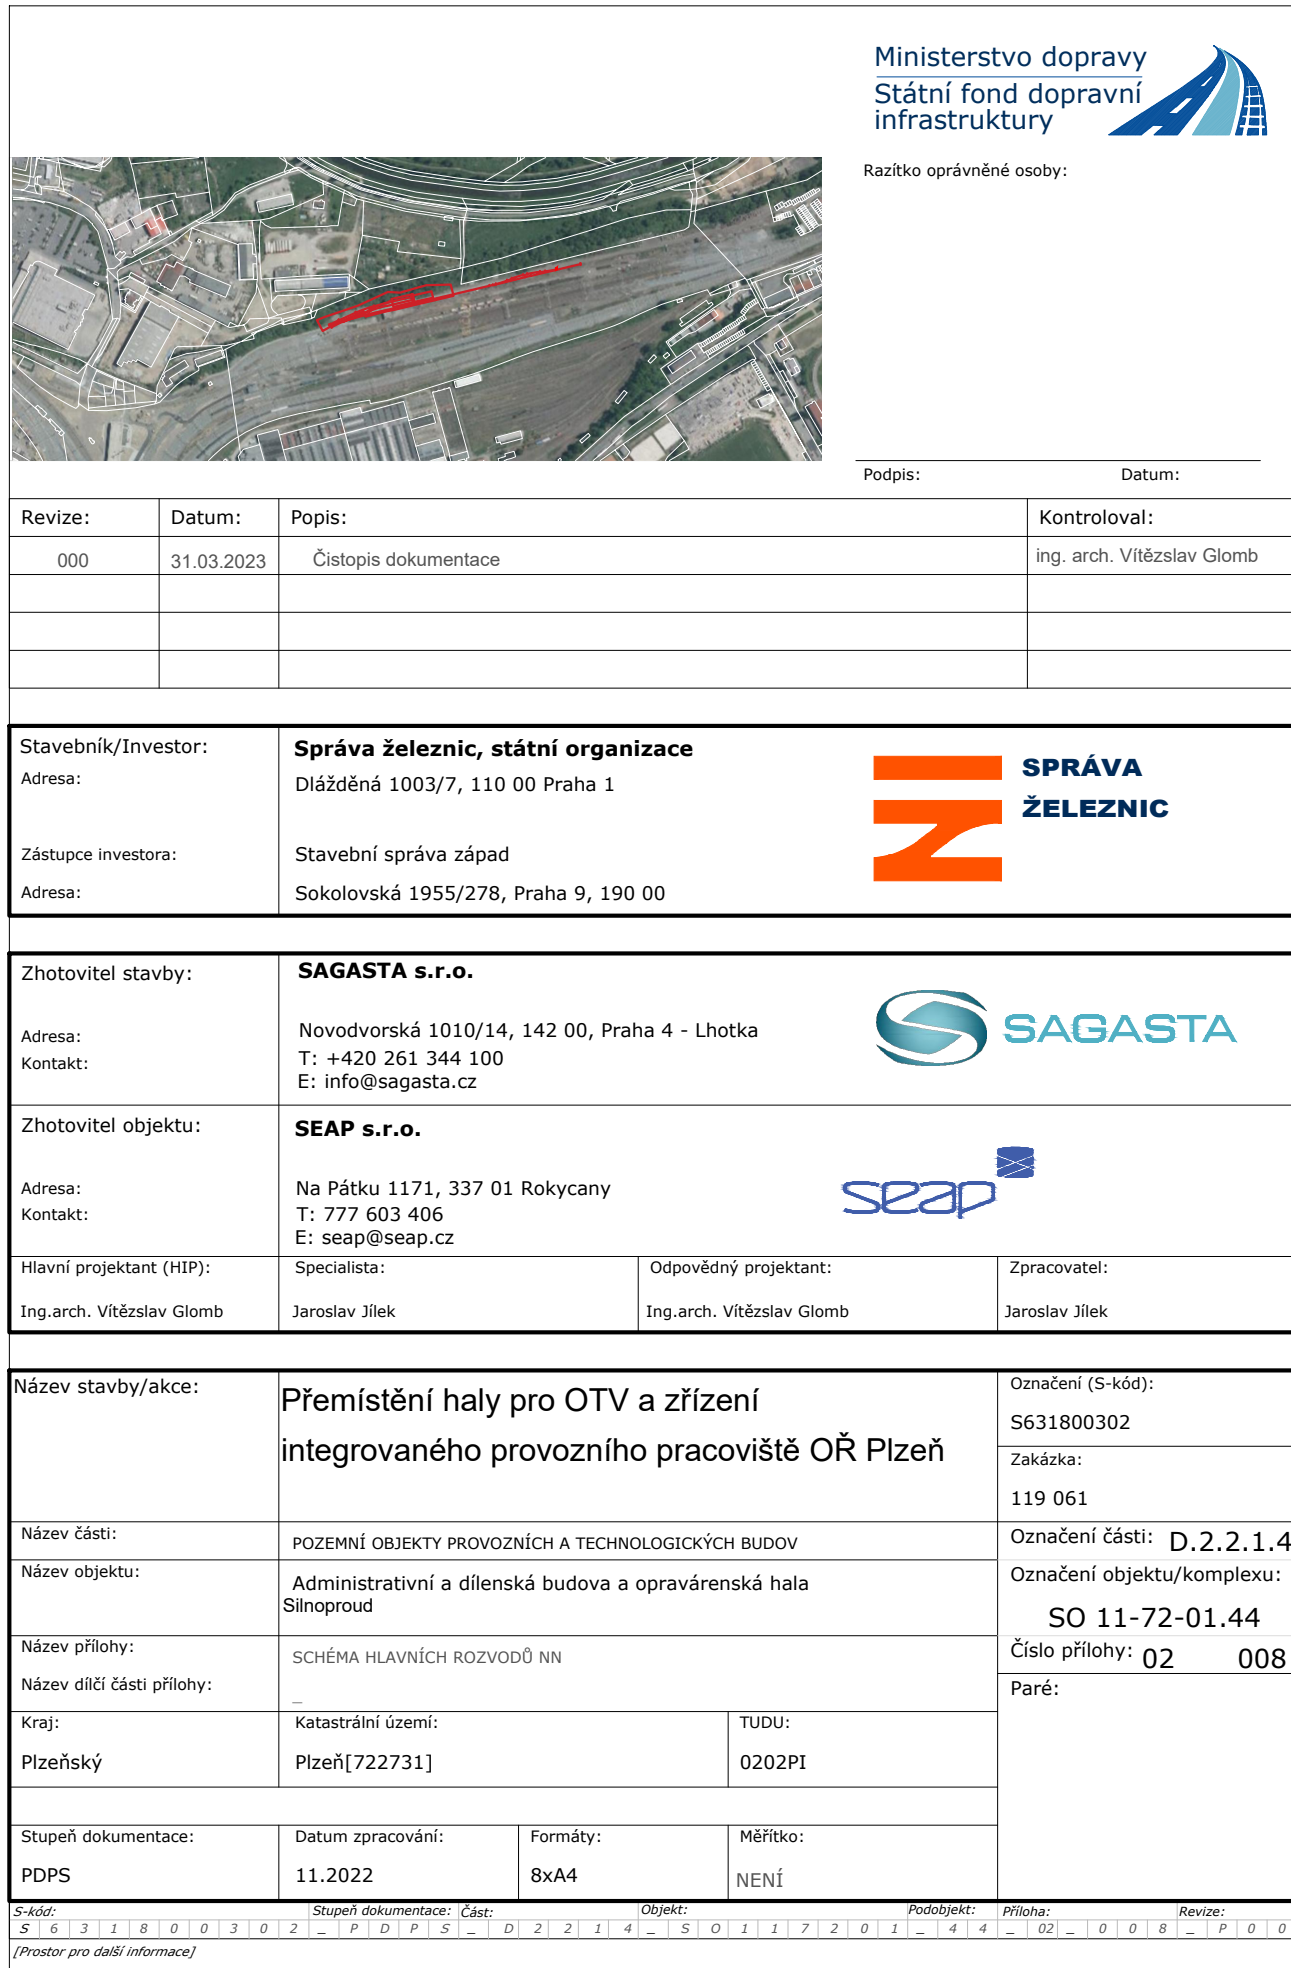 Ministerstvo dopravy
Státní fond dopravní
infrastruktury
Razítko oprávněné osoby:
Podpis: Datum:
Revize: Datum: Popis: Kontroloval:
000 31.03.2023 Čistopis dokumentace ing. arch. Vítězslav Glomb
Stavebník/Investor: Správa železnic, státní organizace
Adresa: Dlážděná 1003/7, 110 00 Praha 1
SPRÁVA
ŽELEZNIC
Zástupce investora: Stavební správa západ
Adresa: Sokolovská 1955/278, Praha 9, 190 00
Zhotovitel stavby: SAGASTA s.r.o.
SAGASTA
Adresa: Novodvorská 1010/14, 142 00, Praha 4 - Lhotka
Kontakt: T: +420 261 344 100
E: info@sagasta.cz
Zhotovitel objektu: SEAP s.r.o.
seap
Adresa: Na Pátku 1171, 337 01 Rokycany
Kontakt: T: 777 603 406
E: seap@seap.cz
Hlavní projektant (HIP): Specialista: Odpovědný projektant: Zpracovatel:
Ing.arch. Vítězslav Glomb Jaroslav Jílek Ing.arch. Vítězslav Glomb Jaroslav Jílek
Název stavby/akce: Přemístění haly pro OTV a zřízení
integrovaného provozního pracoviště OŘ Plzeň
Označení (S-kód):
S631800302
Zakázka:
119 061
Název části: POZEMNÍ OBJEKTY PROVOZNÍCH A TECHNOLOGICKÝCH BUDOV
Označení části: D.2.2.1.4
Název objektu: Administrativní a dílenská budova a opravárenská hala
Silnoproud
Označení objektu/komplexu:
SO 11-72-01.44
Název přílohy: SCHÉMA HLAVNÍCH ROZVODŮ NN
Číslo přílohy: 02 008
Název dílčí části přílohy: _
Paré:
Kraj: Katastrální území: TUDU:
Plzeňský Plzeň[722731] 0202PI
Stupeň dokumentace: Datum zpracování: Formáty: Měřítko:
PDPS 11.2022 8xA4 NENÍ
S-kód: Stupeň dokumentace: Část: Objekt: Podobjekt: Příloha: Revize:
S 6 3 1 8 0 0 3 0 2 _ P D P S _ D 2 2 1 4 _ S O 1 1 7 2 0 1 _ 4 4 _ 02 _ 0 0 8 _ P 0 0
[Prostor pro další informace]